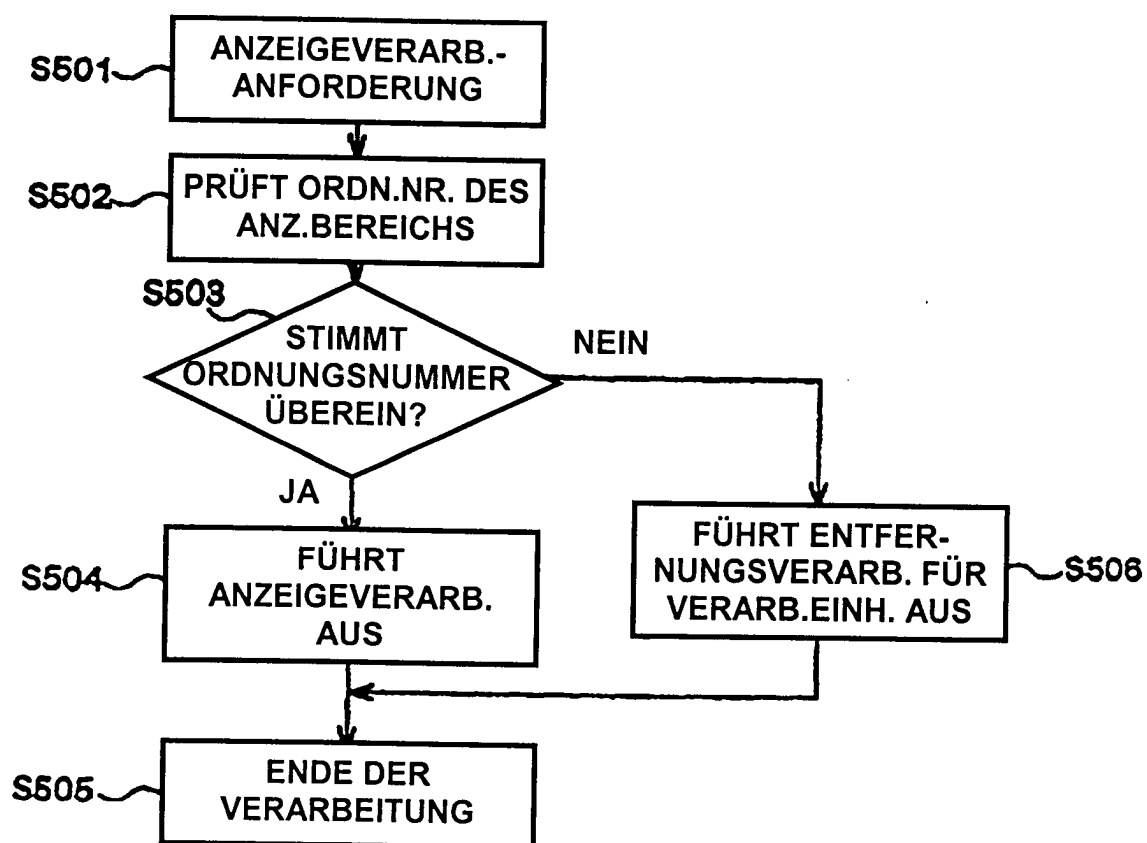 S501
ANZEIGEVERARB.-
ANFORDERUNG
S502
PRÜFT ORDN.NR. DES
ANZ.BEREICHS
S503
STIMMT
ORDNUNGSNUMMER
ÜBEREIN?
NEIN
JA
S504
FÜHRT
ANZEIGEVERARB.
AUS
FÜHRT ENTFER-
NUNGSVERARB. FÜR
VERARB.EINH. AUS
S506
S505
ENDE DER
VERARBEITUNG